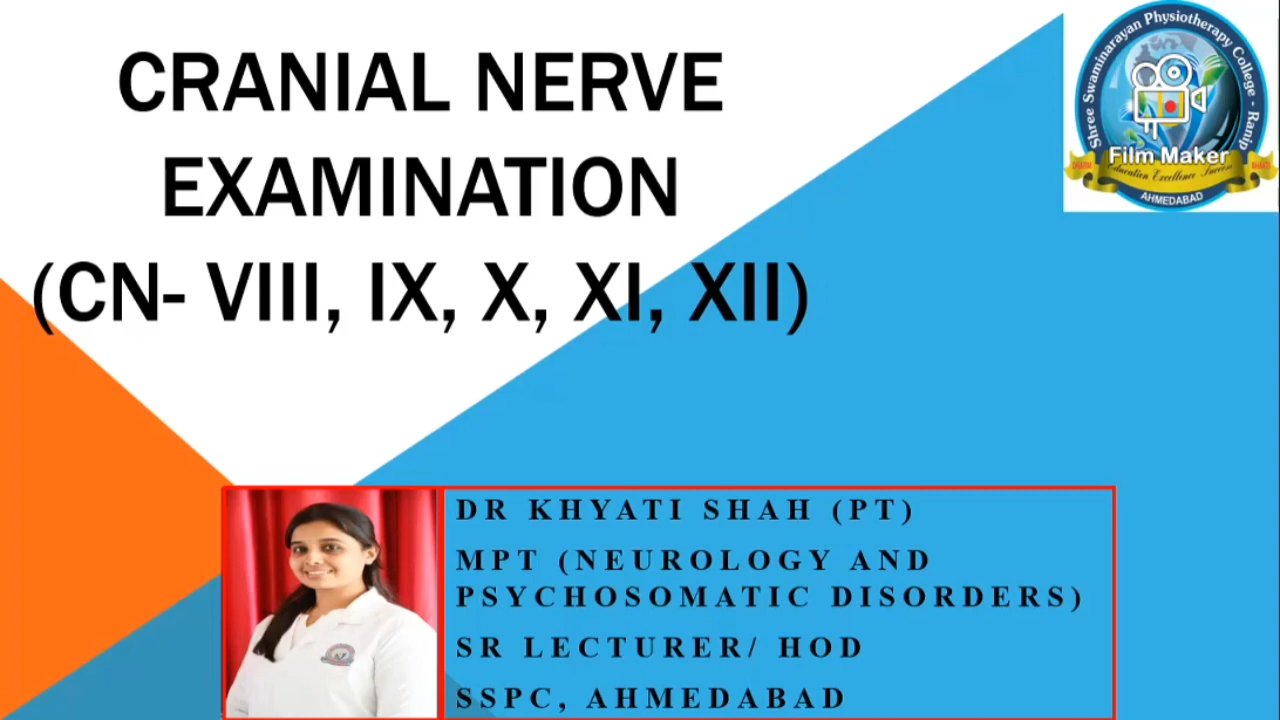 CRANIAL NERVE
EXAMINATION
(CN- VIII, IX, X, XI, XII)
Shree Swaminarayan Physiotherapy College - Ranip
Film Maker
Education Excellence Success
AHMEDABAD
DR KHYATI SHAH (PT)
MPT (NEUROLOGY AND
PSYCHOSOMATIC DISORDERS)
SR LECTURER/ HOD
SSPC, AHMEDABAD